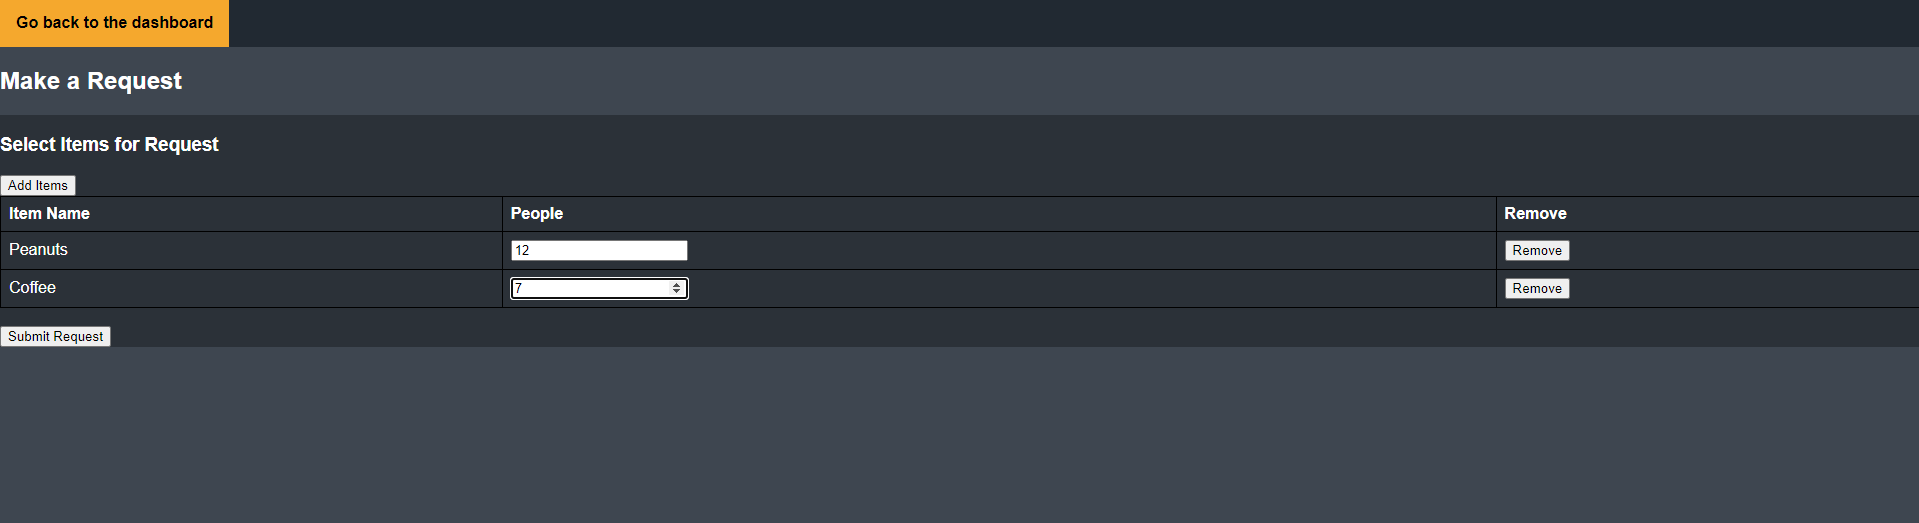 Go back to the dashboard
Make a Request
Select Items for Request
Add Items
Item Name People Remove
Peanuts 12 Remove
Coffee 7 Remove
Submit Request